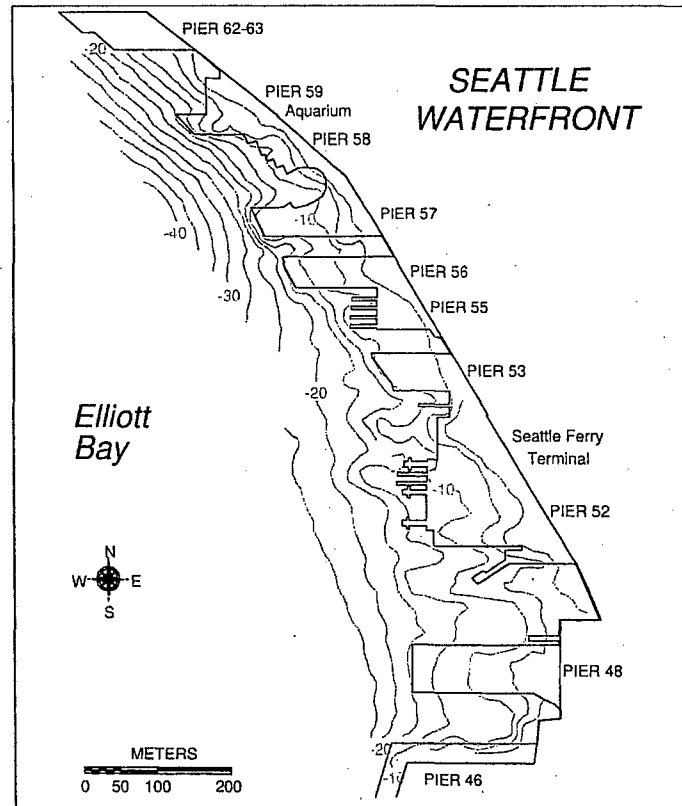 PIER 62-63
-20
SEATTLE
WATERFRONT
PIER 59
Aquarium
PIER 58
-10
PIER 57
-40
PIER 56
-30
PIER 55
PIER 53
-20
Elliott
Bay
Seattle Ferry
Terminal
-10
PIER 52
N
W E
S
PIER 48
METERS
0 50 100 200
-20
-10
PIER 46